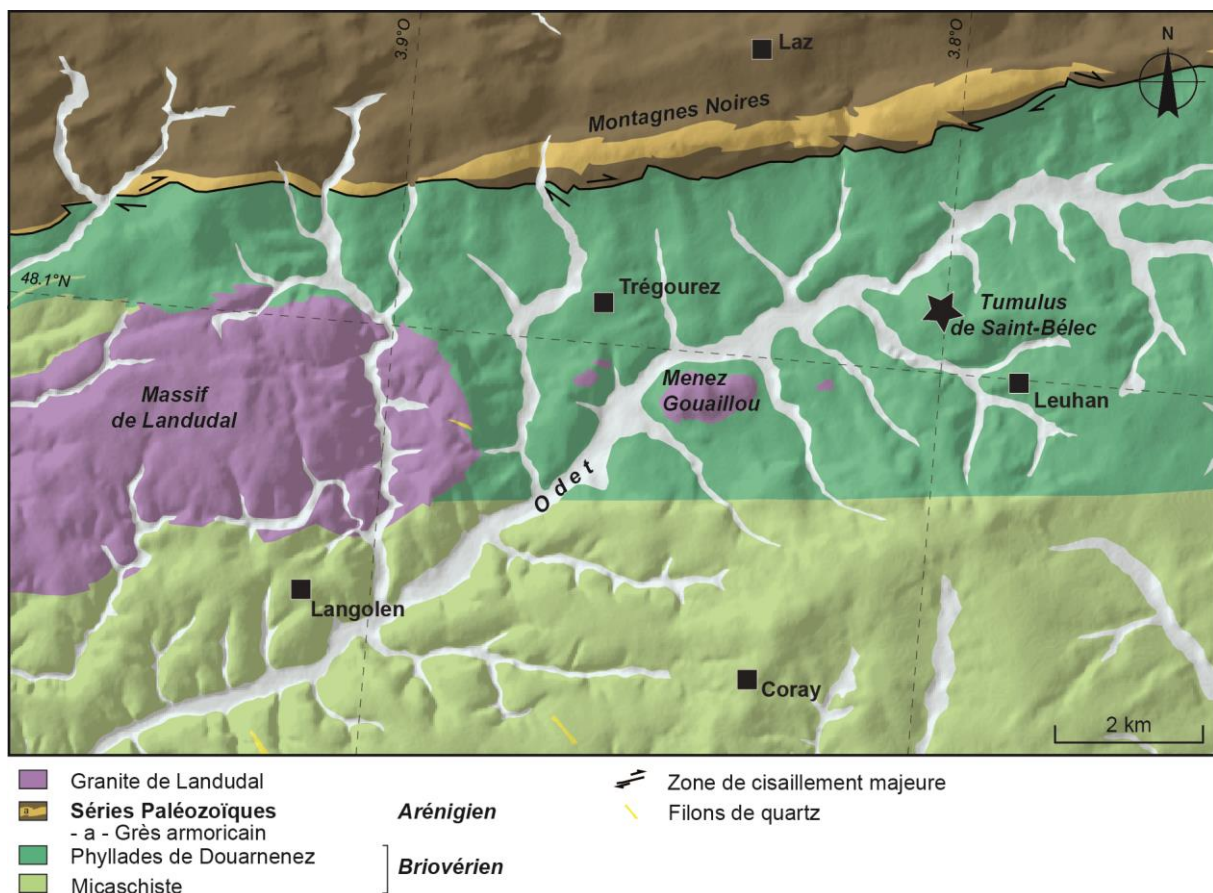 3.9°O
3.8°O
Laz
N
Montagnes Noires
48.1°N
Trégourez
Tumulus
de Saint-Bélec
Massif
de Landudal
Menez
Gouaillou
Leuhan
Odet
Langolen
Coray
2 km
Granite de Landudal
Zone de cisaillement majeure
a
Séries Paléozoïques
Arénigien
Filons de quartz
- a - Grès armoricain
Phyllades de Douarnenez
Briovérien
Micaschiste